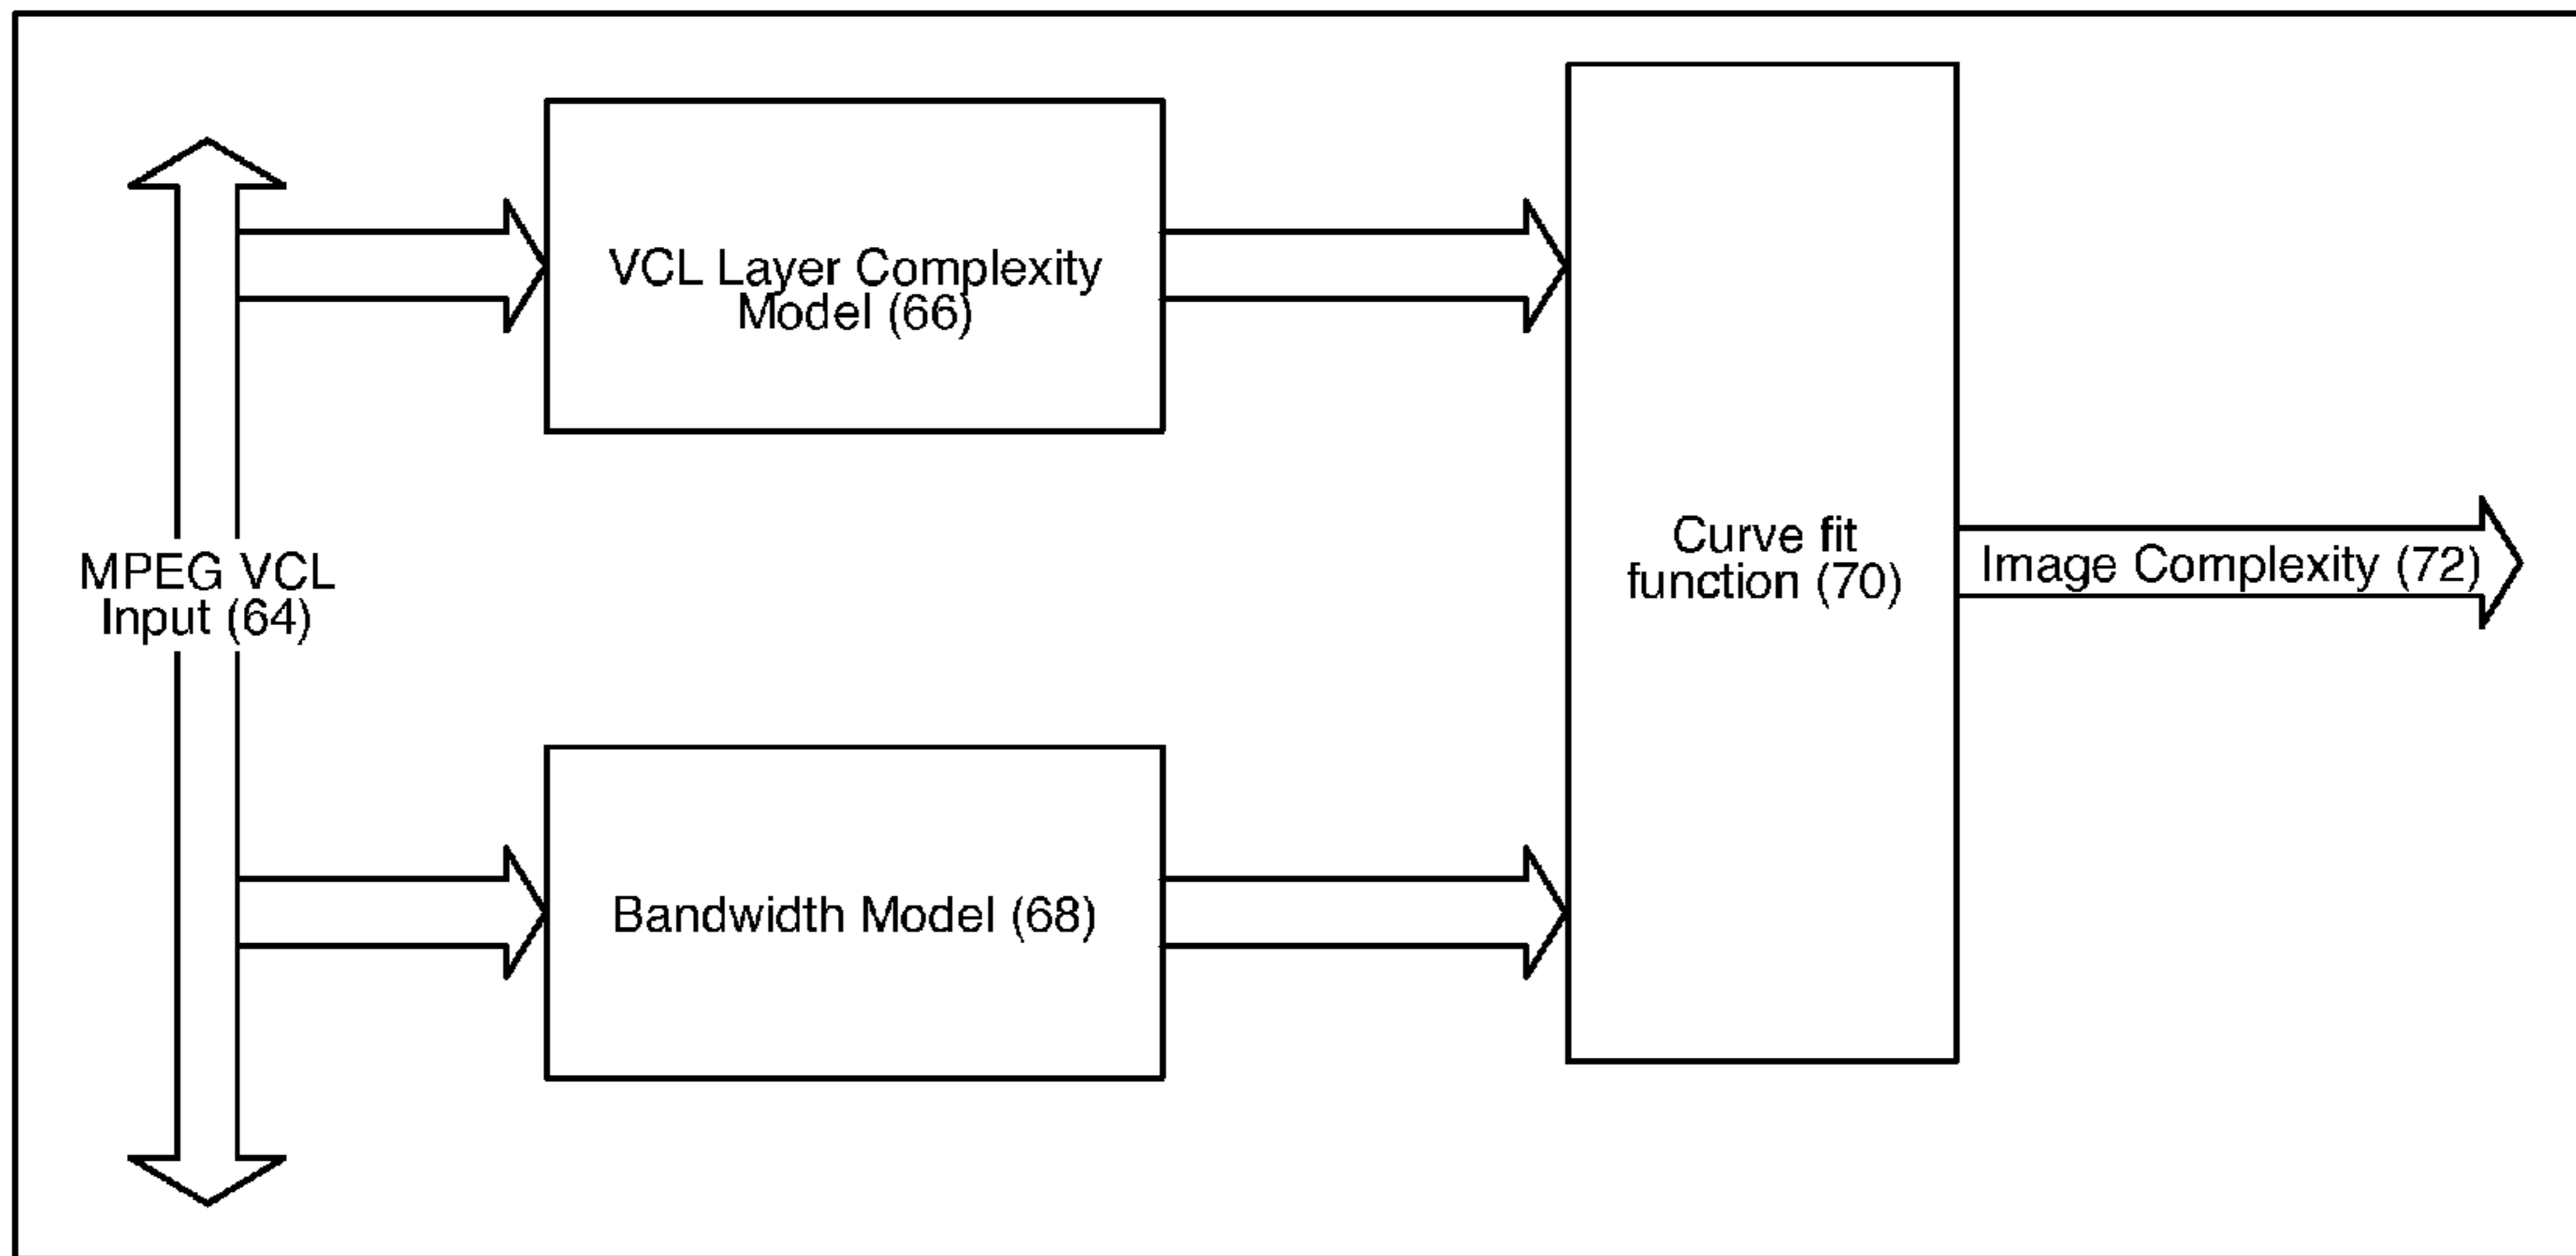 MPEG VCL
Input (64)
VCL Layer Complexity
Model (66)
Bandwidth Model (68)
Curve fit
function (70)
Image Complexity (72)